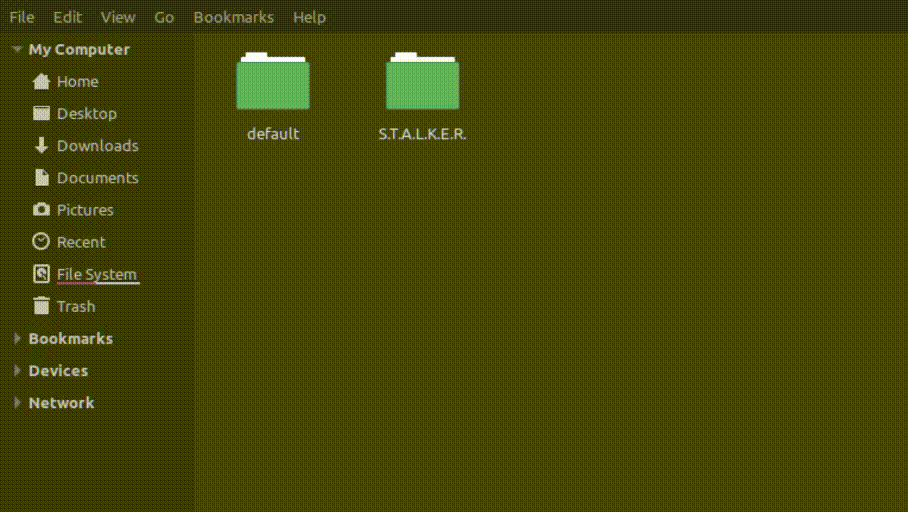 File Edit View Go Bookmarks Help
My Computer
Home
Desktop
Downloads
Documents
Pictures
Recent
File System
Trash
Bookmarks
Devices
Network
default S.T.A.L.K.E.R.